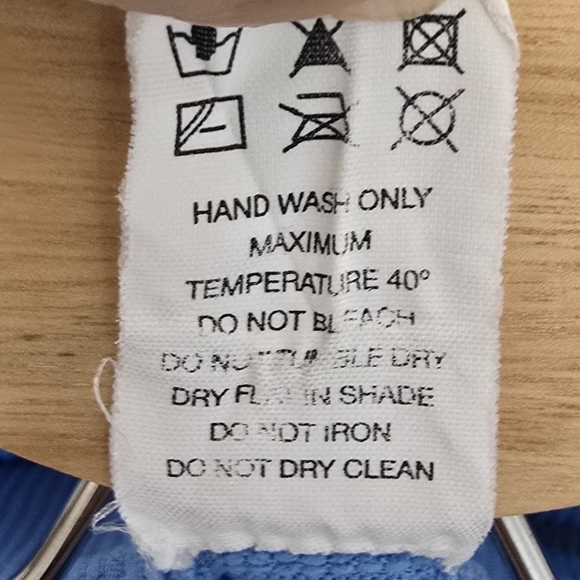 HAND WASH ONLY
MAXIMUM
TEMPERATURE 40°
DO NOT BLEACH
DO NOT TUMBLE DRY
DRY FLAT IN SHADE
DO NOT IRON
DO NOT DRY CLEAN